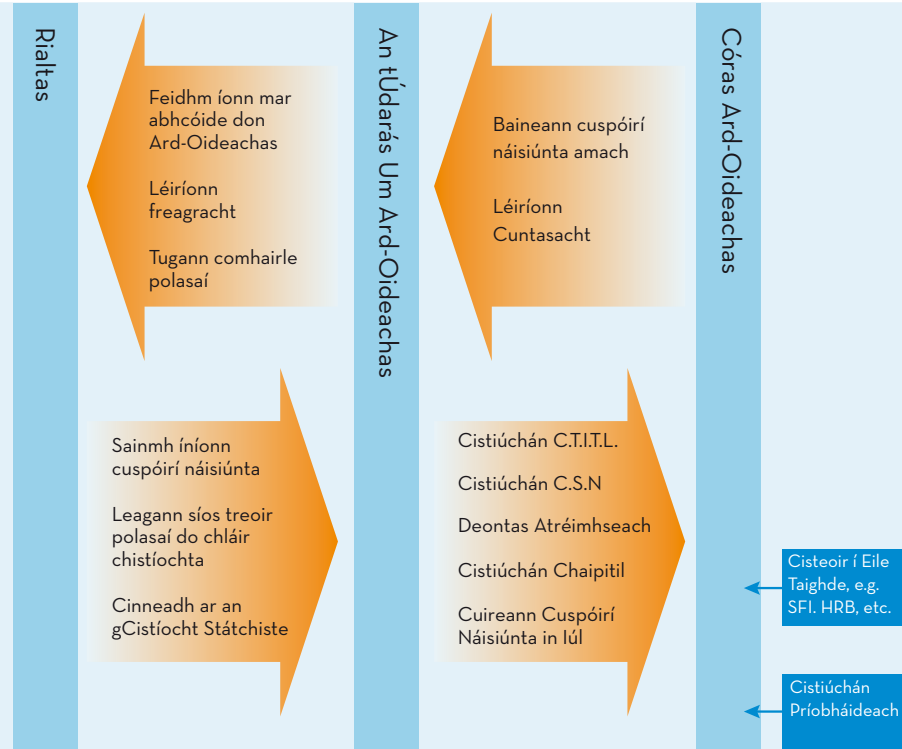 Rialtas
Feidhm íonn mar
abhcóide don
Ard-Oideachas
Léiríonn
freagracht
Tugann comhairle
polasaí
Sainmh íníonn
cuspóirí náisiúnta
Leagann síos treoir
polasaí do chláir
chistíochta
Cinneadh ar an
gCistíocht Státchiste
An tÚdarás Um Ard-Oideachas
Baineann cuspóirí
náisiúnta amach
Léiríonn
Cuntasacht
Cistiúchán C.T.I.T.L.
Cistiúchán C.S.N
Deontas Atréimhseach
Cistiúchán Chaipitil
Cuireann Cuspóirí
Náisiúnta in Iúl
Córas Ard-Oideachas
Cisteoir í Eile
Taighde, e.g.
SFI. HRB, etc.
Cistiúchán
Príobháideach